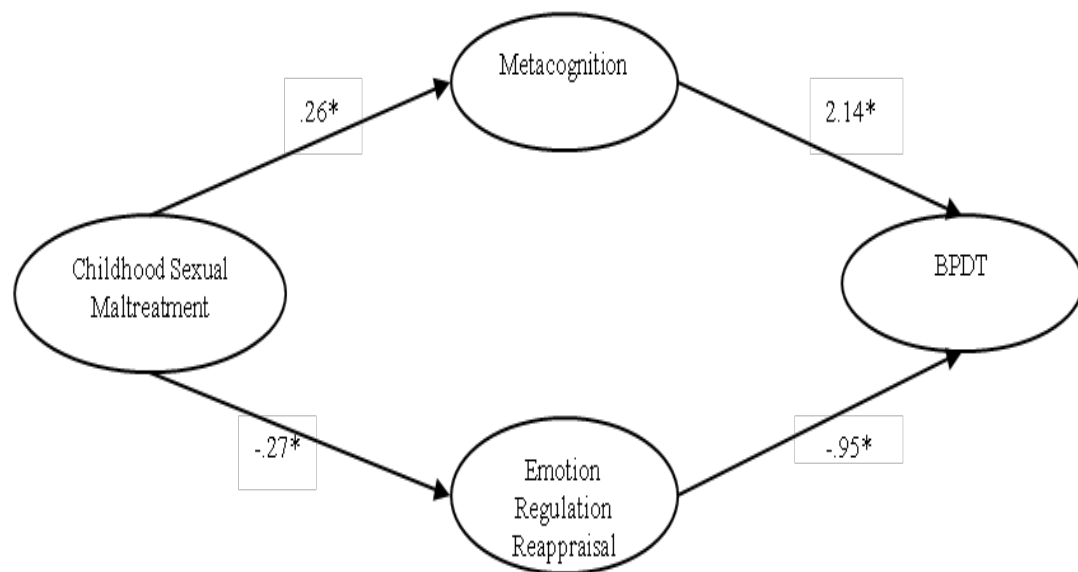 Metacognition
.26*
2.14*
Childhood Sexual
Maltreatment
BPDT
-.27*
-.95*
Emotion
Regulation
Reappraisal